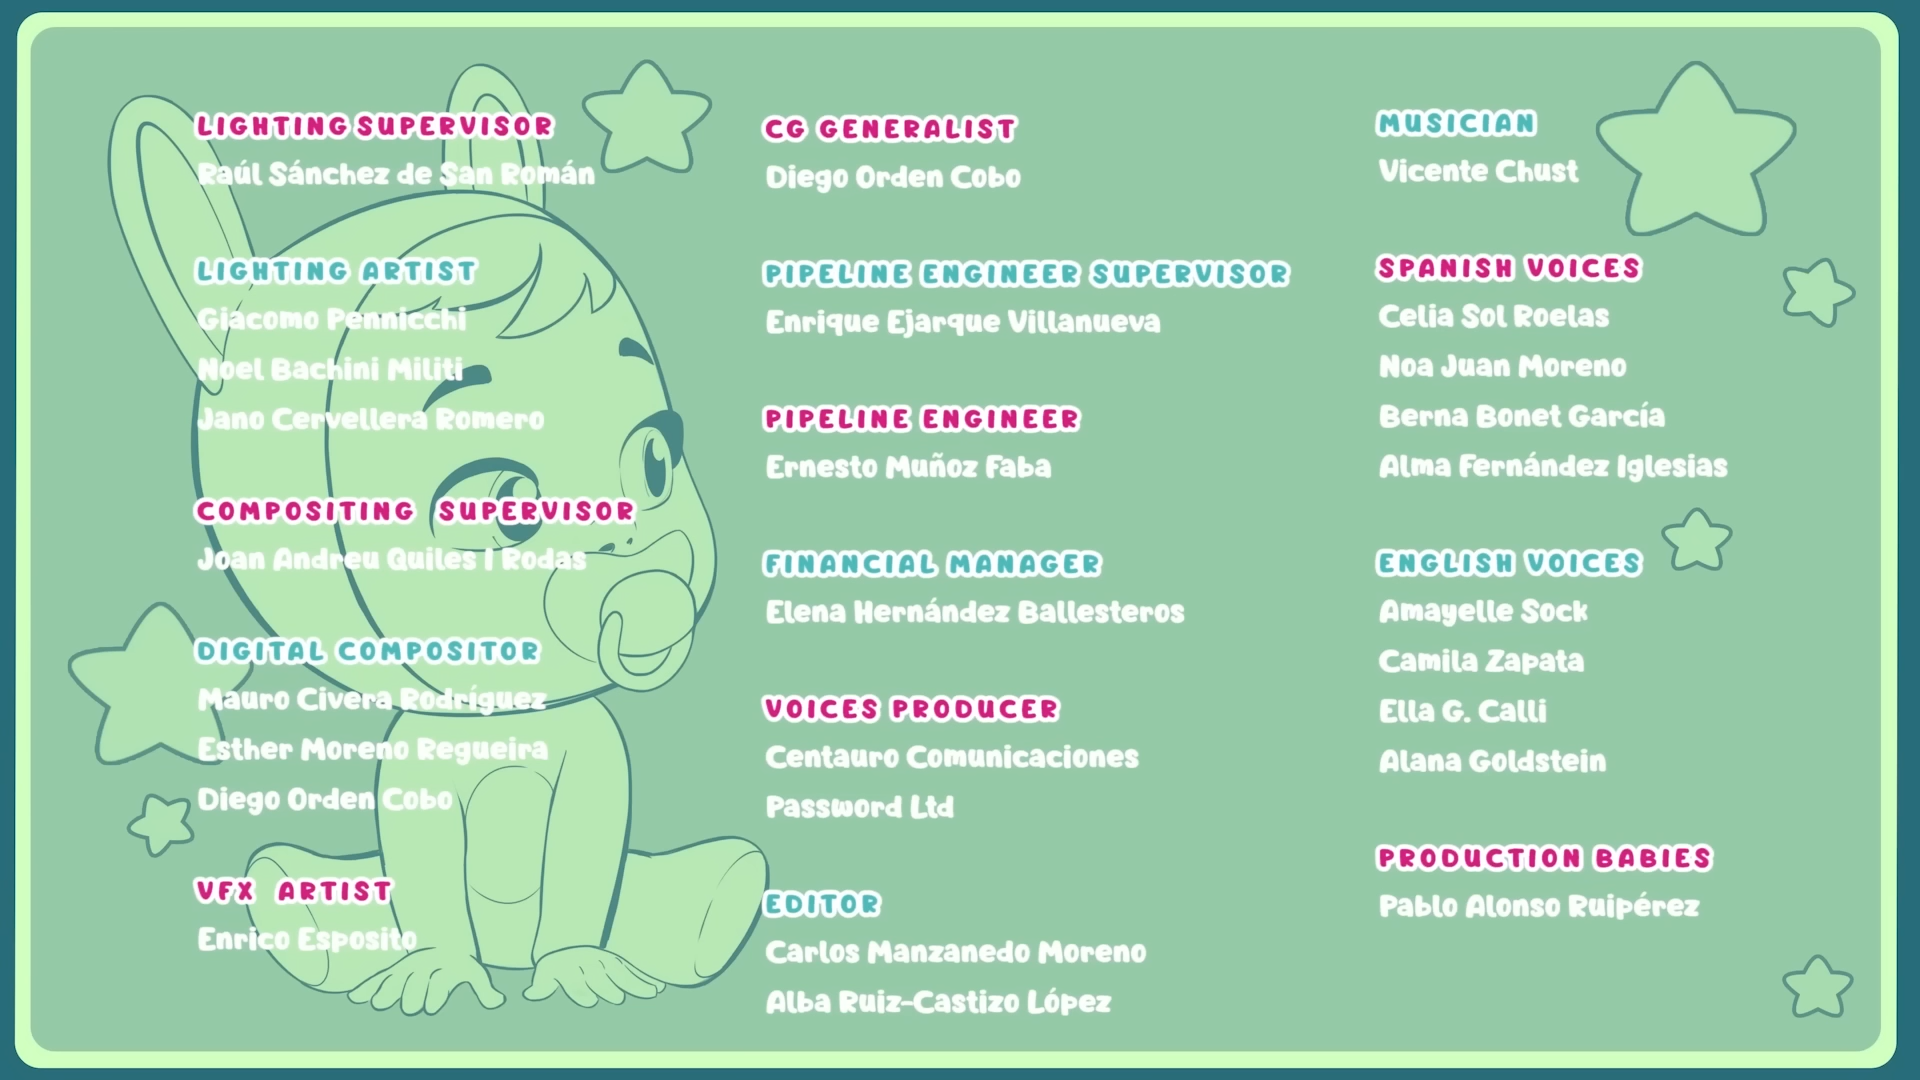 LIGHTING SUPERVISOR
Raúl Sánchez de San Román
LIGHTING ARTIST
Giacomo Pennicchi
Noel Bachini Militi
Jano Cervellera Romero
COMPOSITING SUPERVISOR
Joan Andreu Quiles I Rodas
DIGITAL COMPOSITOR
Mauro Civera Rodríguez
Esther Moreno Regueira
Diego Orden Cobo
VFX ARTIST
Enrico Esposito
CG GENERALIST
Diego Orden Cobo
PIPELINE ENGINEER SUPERVISOR
Enrique Ejarque Villanueva
PIPELINE ENGINEER
Ernesto Muñoz Faba
FINANCIAL MANAGER
Elena Hernández Ballesteros
VOICES PRODUCER
Centauro Comunicaciones
Password Ltd
EDITOR
Carlos Manzanedo Moreno
Alba Ruiz-Castizo López
MUSICIAN
Vicente Chust
SPANISH VOICES
Celia Sol Roelas
Noa Juan Moreno
Berna Bonet García
Alma Fernández Iglesias
ENGLISH VOICES
Amayelle Sock
Camila Zapata
Ella G. Calli
Alana Goldstein
PRODUCTION BABIES
Pablo Alonso Ruipérez